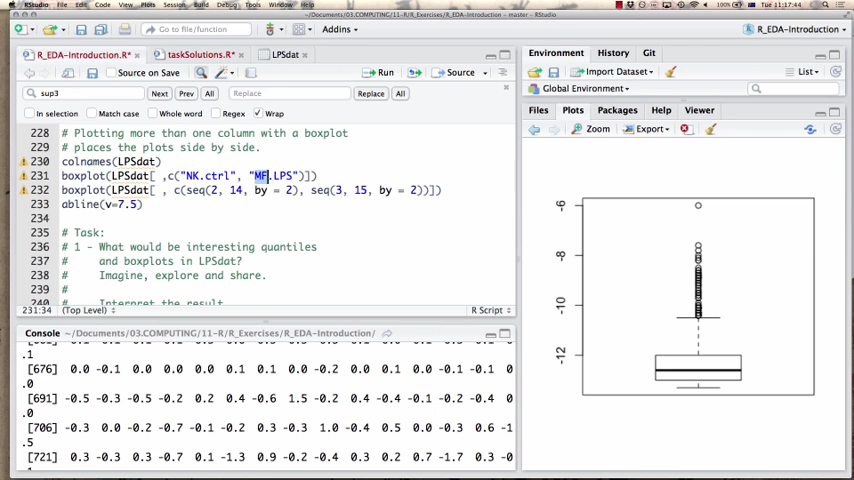 RStudio File Edit Code View Plots Session Build Debug Tools Window Help 100% Tue 11:17:44
~/Documents/03.COMPUTING/11-R/R_Exercises/R_EDA-Introduction - master - RStudio
Go to file/function Addins R_EDA-Introduction
R_EDA-Introduction.R* taskSolutions.R* LPSdat
Source on Save Run Source
sup3 Next Prev All Replace Replace All
In selection Match case Whole word Regex Wrap
228 # Plotting more than one column with a boxplot
229 # places the plots side by side.
230 colnames(LPSdat)
231 boxplot(LPSdat[ ,c("NK.ctrl", "MF.LPS")])
232 boxplot(LPSdat[ , c(seq(2, 14, by = 2), seq(3, 15, by = 2))])
233 abline(v=7.5)
234
235 # Task:
236 # 1 - What would be interesting quantiles
237 # and boxplots in LPSdat?
238 # Imagine, explore and share.
239 #
240 # Interpret the result
231:34 (Top Level) R Script
Console ~/Documents/03.COMPUTING/11-R/R_Exercises/R_EDA-Introduction/
.1
[676] 0.0 -0.1 0.1 0.0 0.0 0.1 0.1 -0.2 0.0 0.1 -0.1 -0.1
0.0
[691] -0.5 -0.3 -0.5 -0.2 0.2 0.4 -0.6 1.5 -0.2 0.4 -0.4 -0.1 -0.2 -0.4
0.0
[706] -0.3 0.0 0.7 -0.1 -0.2 0.3 -0.3 1.0 -0.4 0.5 0.0 -0.3 0.6 -1
.5
[721] 0.3 -0.3 0.3 -0.7 0.1 -1.3 0.9 -0.2 -0.4 0.3 0.2 0.7 -1.7 0.3 -0
.1
Environment History Git
Import Dataset List
Global Environment
Files Plots Packages Help Viewer
Zoom Export
-6
-8
-10
-12